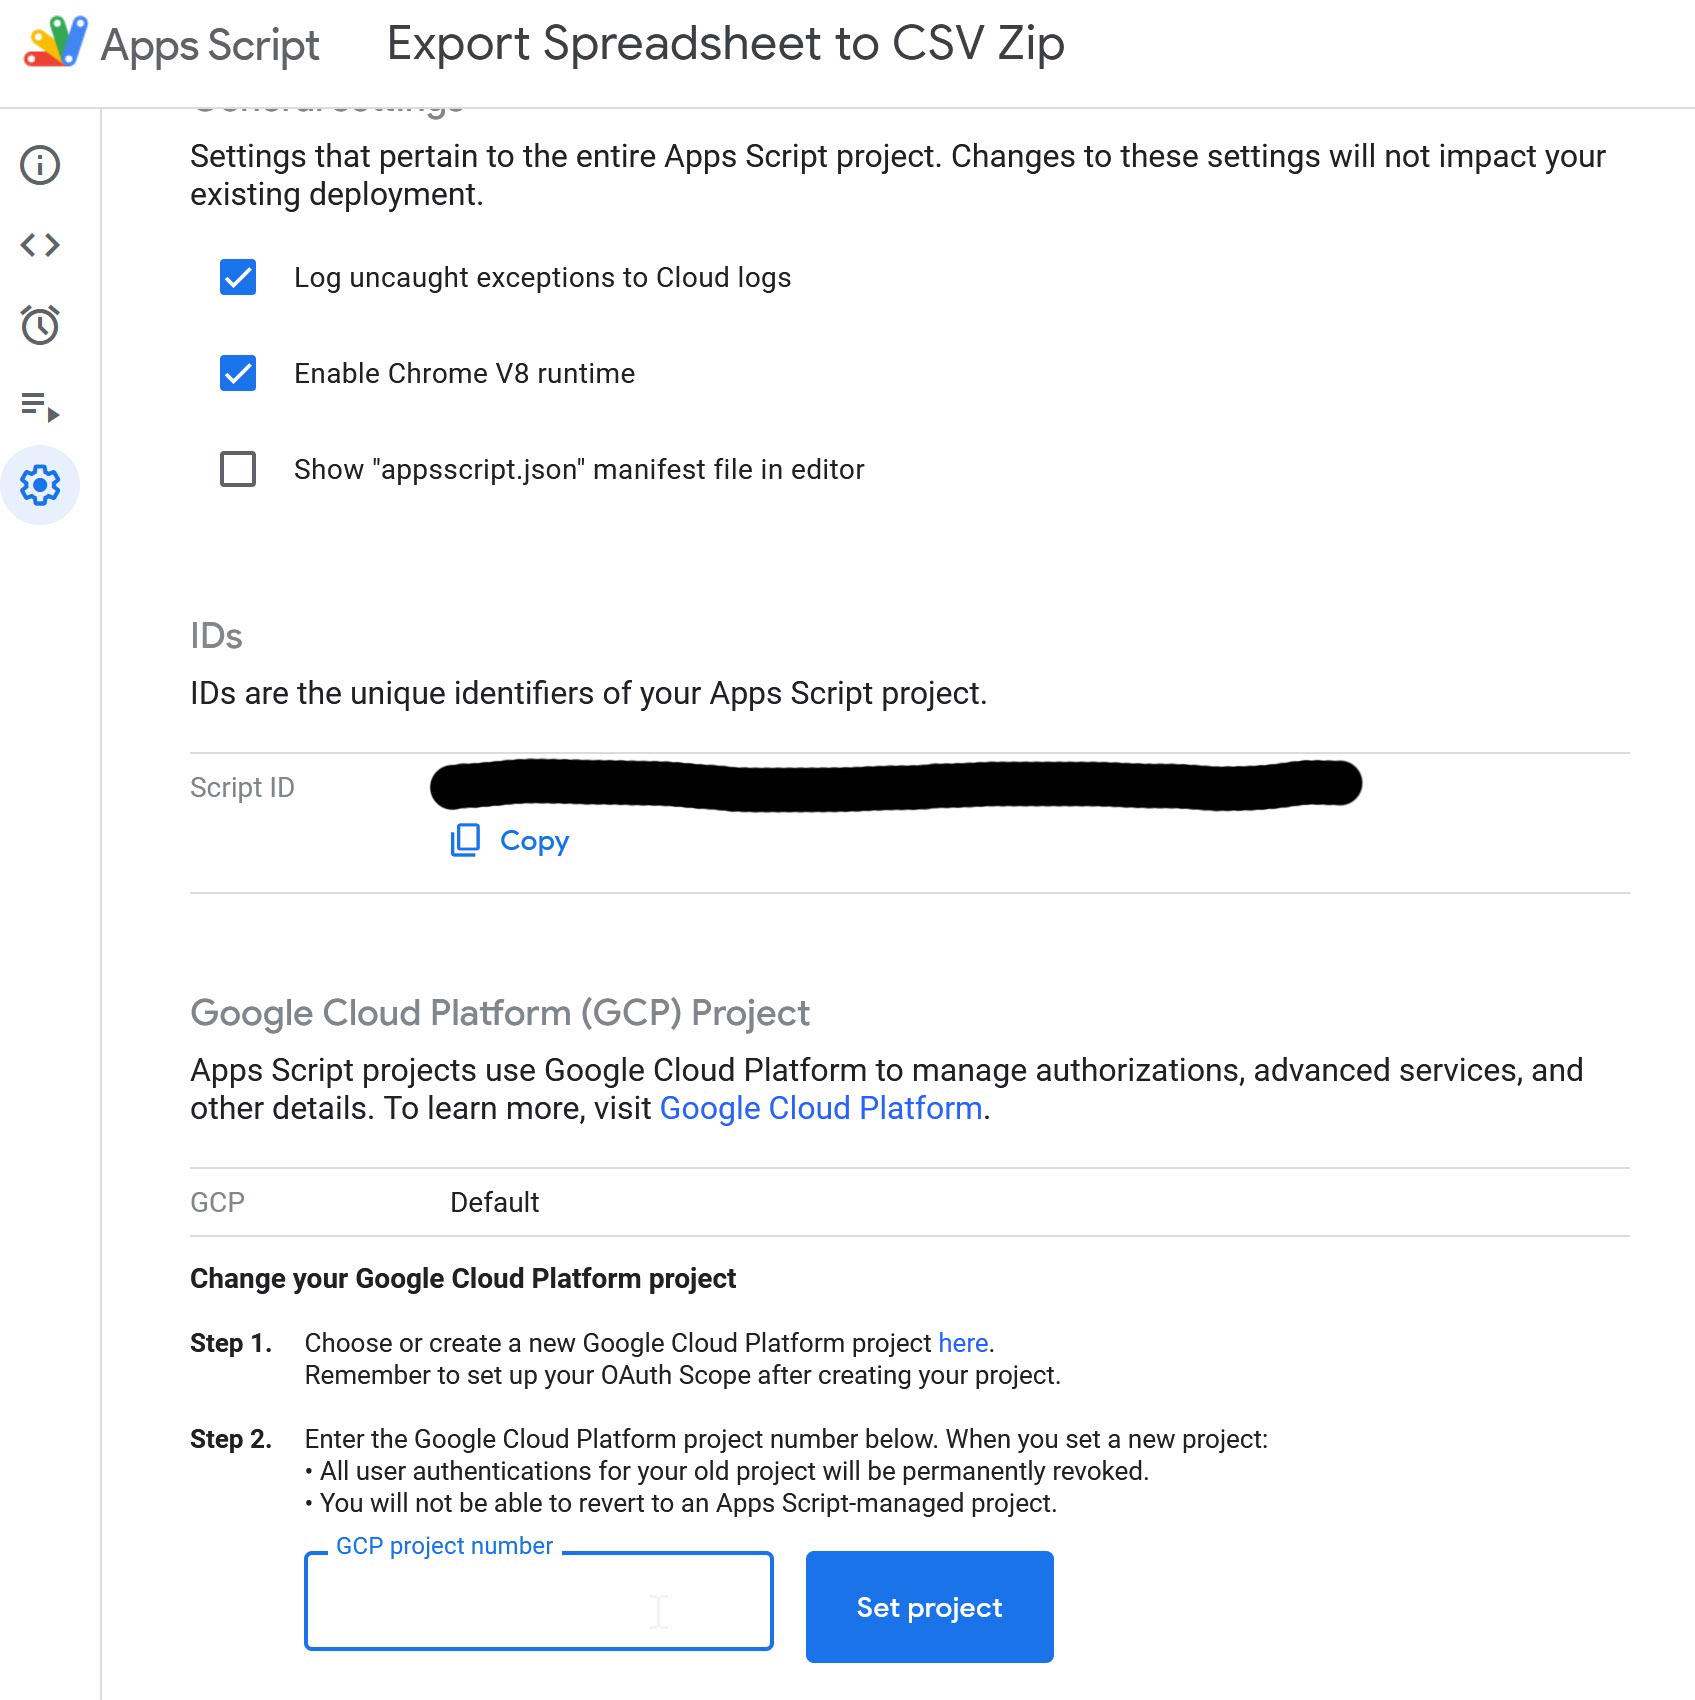 Apps Script
Export Spreadsheet to CSV Zip
General settings
Settings that pertain to the entire Apps Script project. Changes to these settings will not impact your
existing deployment.
Log uncaught exceptions to Cloud logs
Enable Chrome V8 runtime
Show "appsscript.json" manifest file in editor
IDs
IDs are the unique identifiers of your Apps Script project.
Script ID
Copy
Google Cloud Platform (GCP) Project
Apps Script projects use Google Cloud Platform to manage authorizations, advanced services, and
other details. To learn more, visit Google Cloud Platform.
GCP Default
Change your Google Cloud Platform project
Step 1. Choose or create a new Google Cloud Platform project here.
Remember to set up your OAuth Scope after creating your project.
Step 2. Enter the Google Cloud Platform project number below. When you set a new project:
• All user authentications for your old project will be permanently revoked.
• You will not be able to revert to an Apps Script-managed project.
GCP project number
Set project